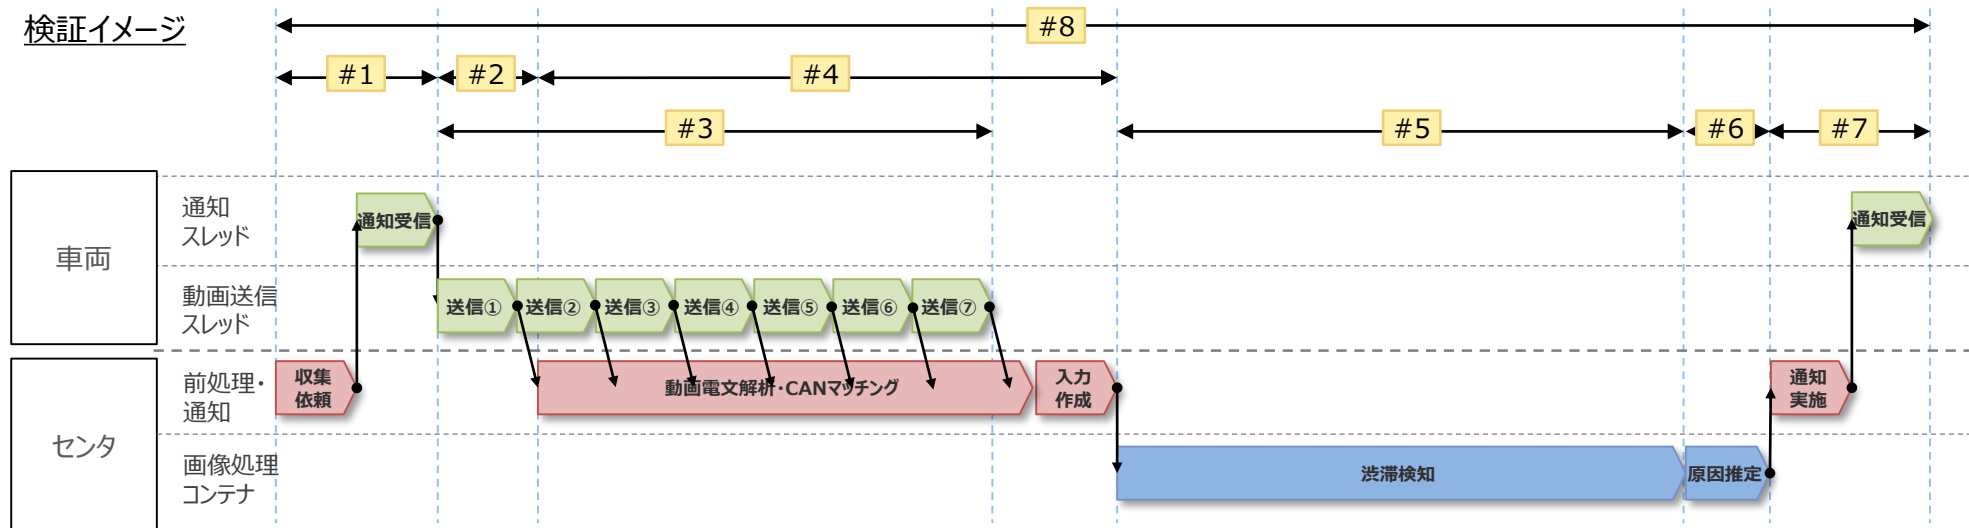 検証イメージ
#8
#1
#2
#4
#3
#5
#6
#7
車両
通知
スレッド
通知受信
通知受信
動画送信
スレッド
送信①
送信②
送信③
送信④
送信⑤
送信⑥
送信⑦
センタ
前処理・
通知
収集
依頼
動画電文解析・CANマッチング
入力
作成
通知
実施
画像処理
コンテナ
渋滞検知
原因推定